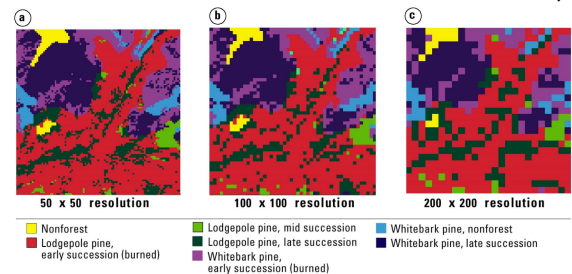 a
b
c
50 x 50 resolution
100 x 100 resolution
200 x 200 resolution
Nonforest
Lodgepole pine,
early succession (burned)
Lodgepole pine, mid succession
Lodgepole pine, late succession
Whitebark pine,
early succession (burned)
Whitebark pine, nonforest
Whitebark pine, late succession